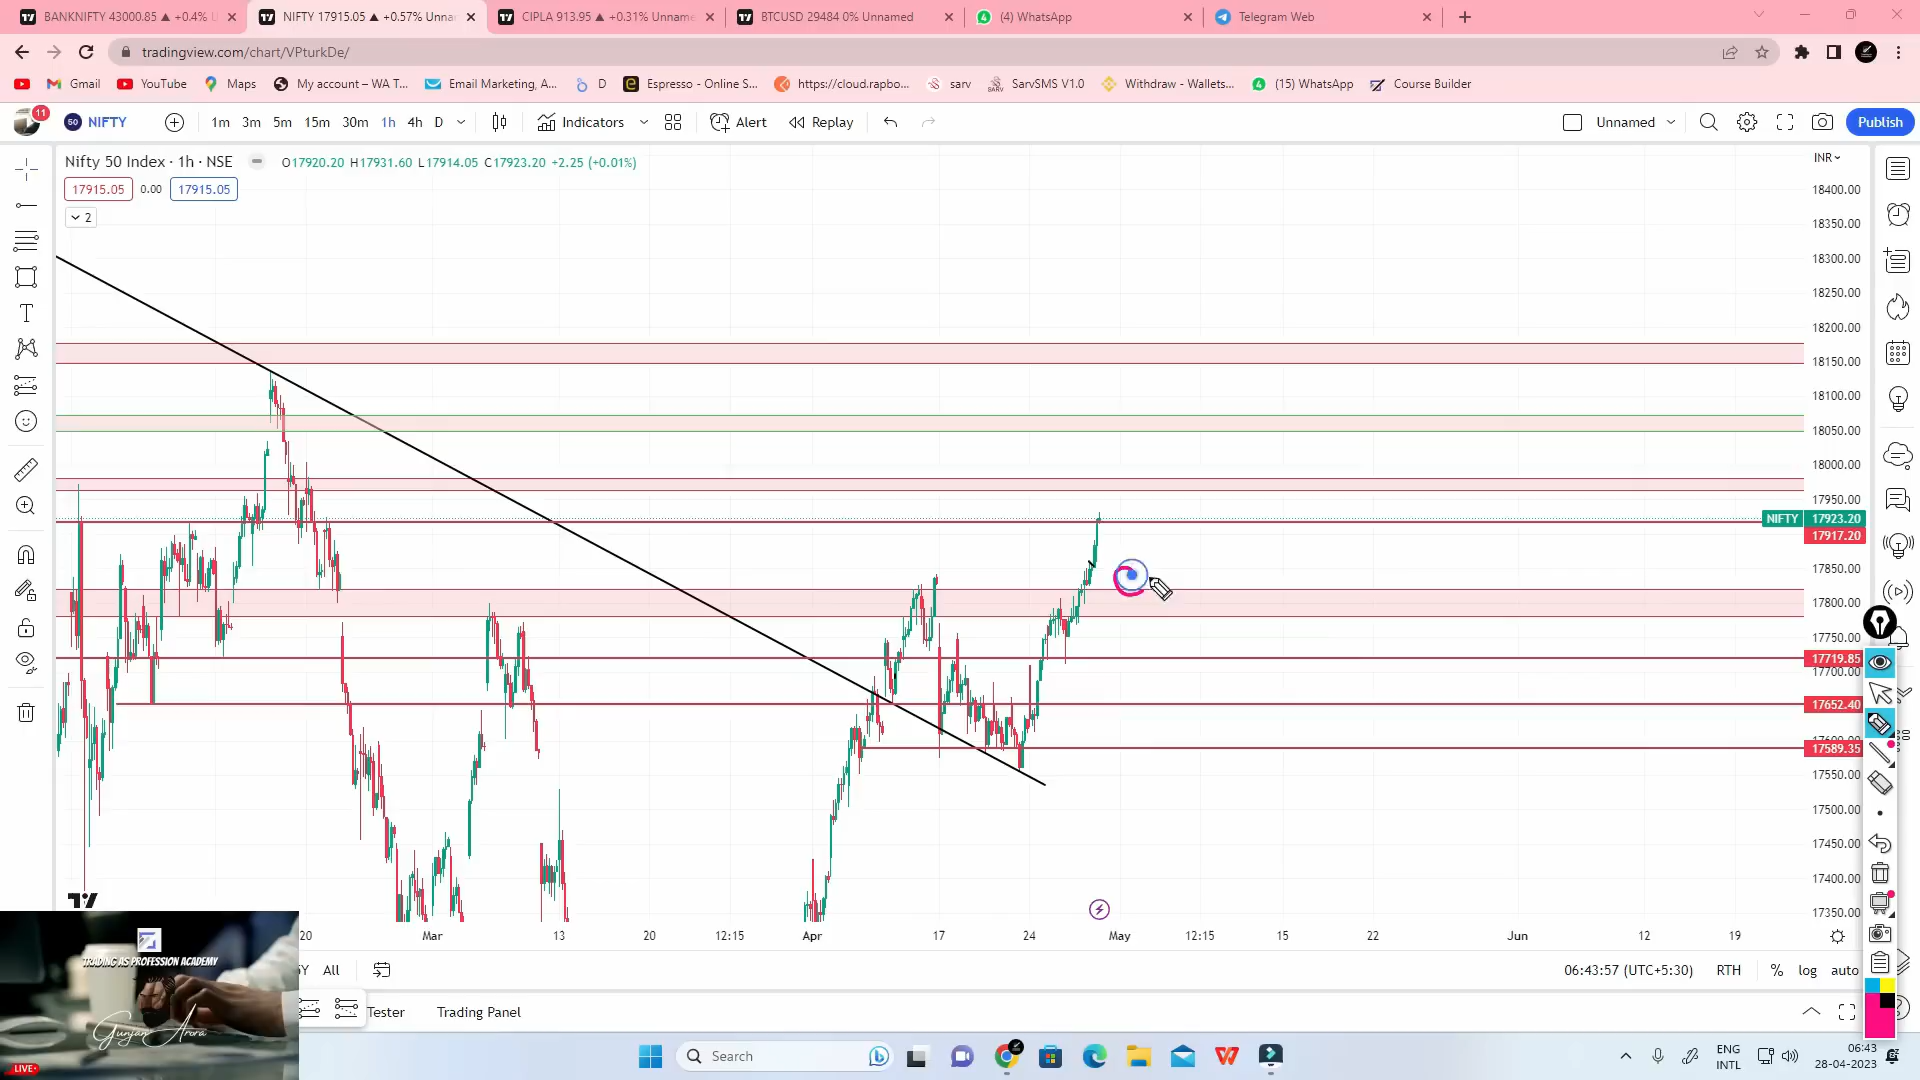 BANKNIFTY 43000.85 ▲ +0.4% U
NIFTY 17915.05 ▲ +0.57% Unnar
CIPLA 913.95 ▲ +0.31% Unname
BTCUSD 29484 0% Unnamed
(4) WhatsApp
Telegram Web
tradingview.com/chart/VPturkDe/
Gmail
YouTube
Maps
My account – WA T...
Email Marketing, A...
D
Espresso - Online S...
https://cloud.rapbo...
sarv
SarvSMS V1.0
Withdraw - Wallets...
(15) WhatsApp
Course Builder
11
50 NIFTY
1m 3m 5m 15m 30m 1h 4h D
Indicators
Alert
Replay
Unnamed
Publish
Nifty 50 Index · 1h · NSE
O17920.20 H17931.60 L17914.05 C17923.20 +2.25 (+0.01%)
INR
17915.05 0.00 17915.05
2
18400.00
18350.00
18300.00
18250.00
18200.00
18150.00
18100.00
18050.00
18000.00
17950.00
NIFTY 17923.20
17917.20
17850.00
17800.00
17750.00
17719.85
17700.00
17652.40
17600.00
17589.35
17550.00
17500.00
17450.00
17400.00
17350.00
20 Mar 13 20 12:15 Apr 17 24 May 12:15 15 22 Jun 12 19
All
06:43:57 (UTC+5:30)
RTH
%
log
auto
Tester
Trading Panel
TRADING AS PROFESSION ACADEMY
Gunjan Arora
LIVE
Search
ENG
INTL
06:43
28-04-2023